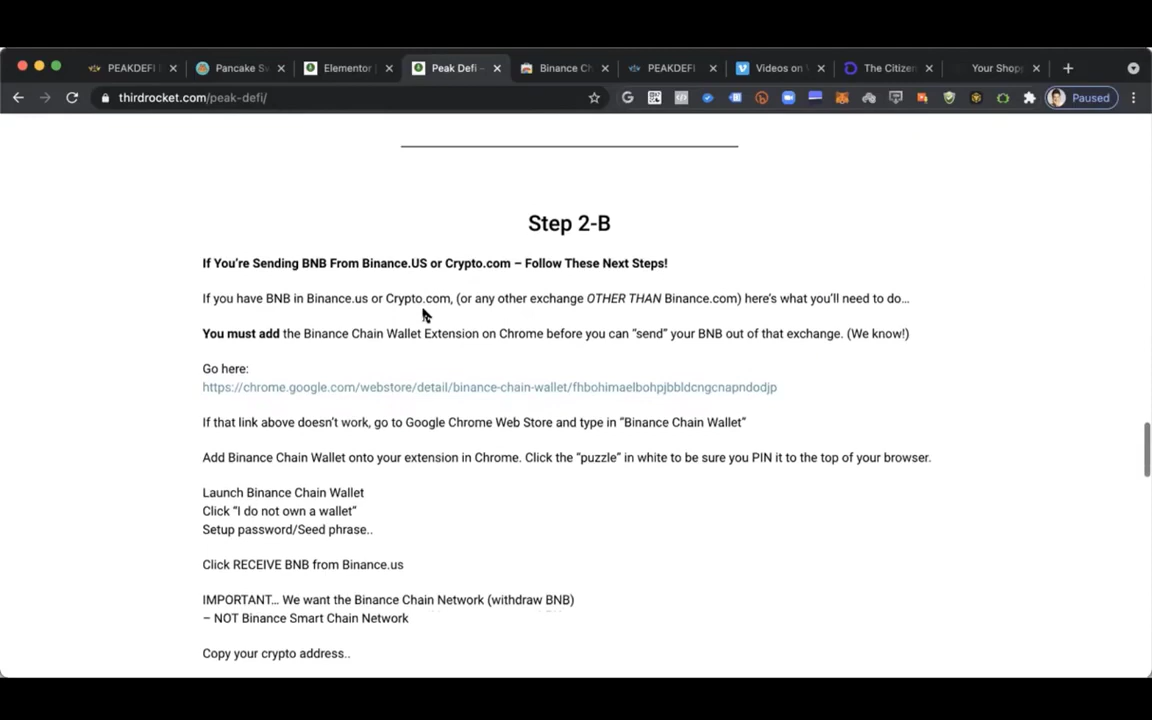 PEAKDEFI
Pancake Sw
Elementor
Peak Defi –
Binance Ch
PEAKDEFI
Videos on
The Citizen
Your Shop
thirdrocket.com/peak-defi/
Paused
Step 2-B
If You’re Sending BNB From Binance.US or Crypto.com – Follow These Next Steps!
If you have BNB in Binance.us or Crypto.com, (or any other exchange OTHER THAN Binance.com) here’s what you’ll need to do…
You must add the Binance Chain Wallet Extension on Chrome before you can “send” your BNB out of that exchange. (We know!)
Go here:
https://chrome.google.com/webstore/detail/binance-chain-wallet/fhbohimaelbohpjbbldcngcnapndodjp
If that link above doesn’t work, go to Google Chrome Web Store and type in “Binance Chain Wallet”
Add Binance Chain Wallet onto your extension in Chrome. Click the “puzzle” in white to be sure you PIN it to the top of your browser.
Launch Binance Chain Wallet
Click “I do not own a wallet”
Setup password/Seed phrase..
Click RECEIVE BNB from Binance.us
IMPORTANT… We want the Binance Chain Network (withdraw BNB)
– NOT Binance Smart Chain Network
Copy your crypto address..